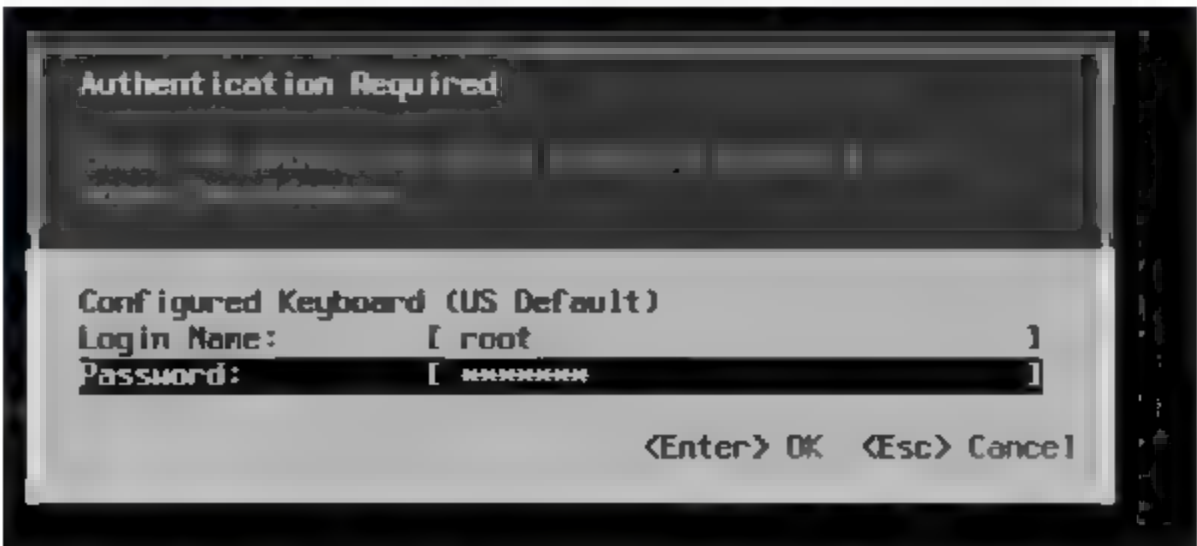 Authentication Required
Configured Keyboard (US Default)
Login Name: [ root ]
Password: [ ******* ]
<Enter> OK <Esc> Cancel